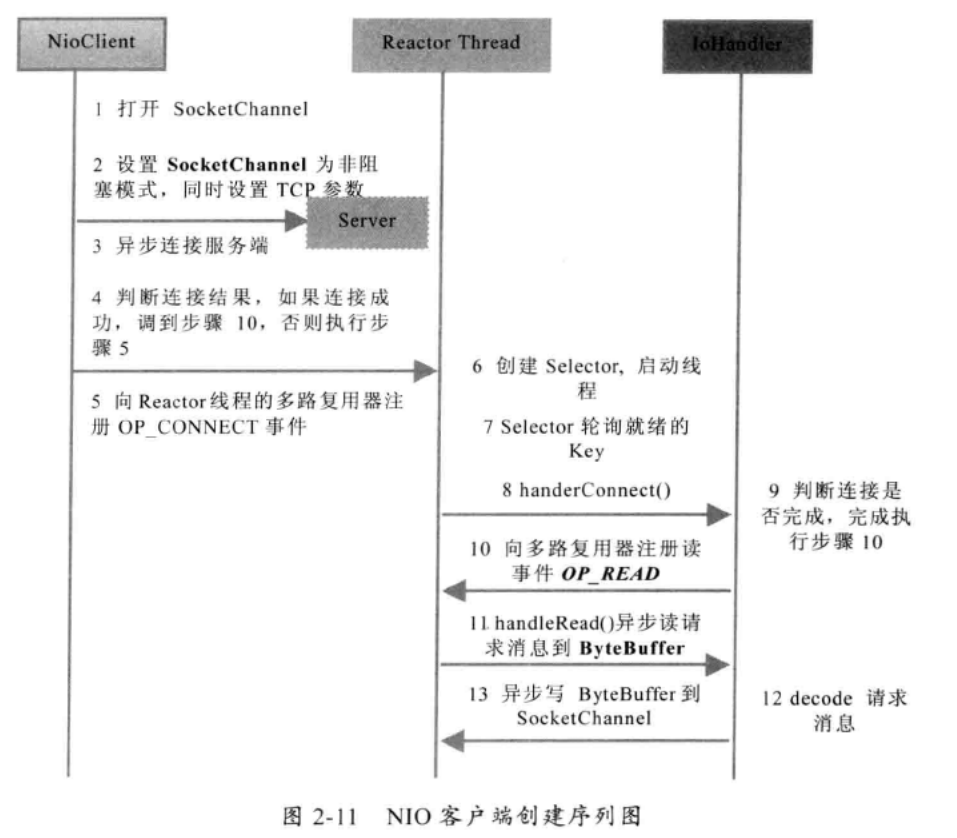 NioClient
Reactor Thread
IoHandler
1 打开 SocketChannel
2 设置 SocketChannel 为非阻
塞模式，同时设置 TCP 参数
Server
3 异步连接服务端
4 判断连接结果，如果连接成
功，调到步骤 10，否则执行步
骤 5
5 向 Reactor 线程的多路复用器注
册 OP_CONNECT 事件
6 创建 Selector, 启动线
程
7 Selector 轮询就绪的
Key
8 handerConnect()
9 判断连接是
否完成，完成执
行步骤 10
10 向多路复用器注册读
事件 OP_READ
11 handleRead()异步读请
求消息到 ByteBuffer
12 decode 请求
消息
13 异步写 ByteBuffer 到
SocketChannel
图 2-11 NIO 客户端创建序列图